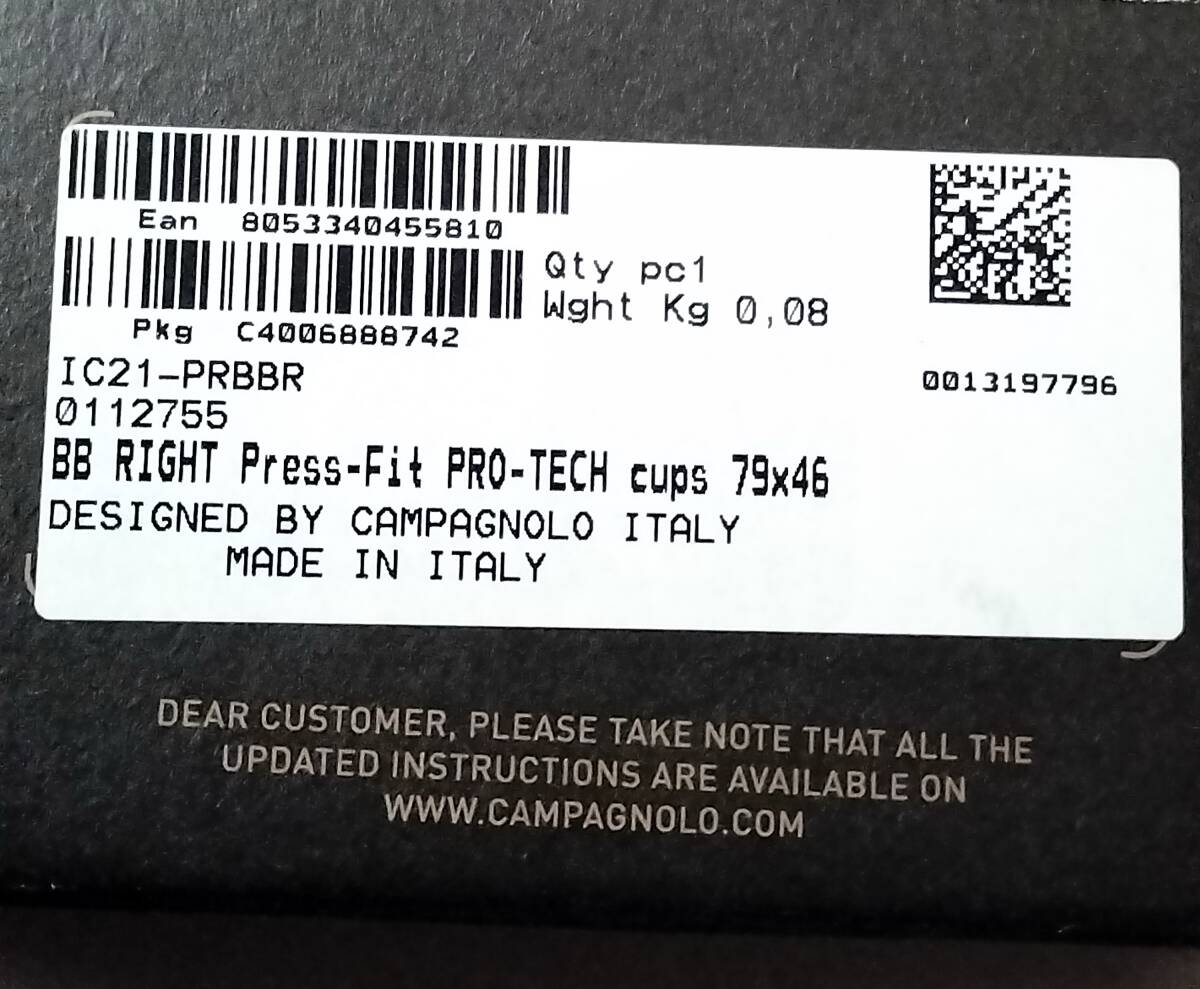 Ean 8053340455810
Qty pc1
Wght Kg 0,08
Pkg C4006888742
IC21-PRBBR
0013197796
0112755
BB RIGHT Press-Fit PRO-TECH cups 79x46
DESIGNED BY CAMPAGNOLO ITALY
MADE IN ITALY
DEAR CUSTOMER, PLEASE TAKE NOTE THAT ALL THE
UPDATED INSTRUCTIONS ARE AVAILABLE ON
WWW.CAMPAGNOLO.COM